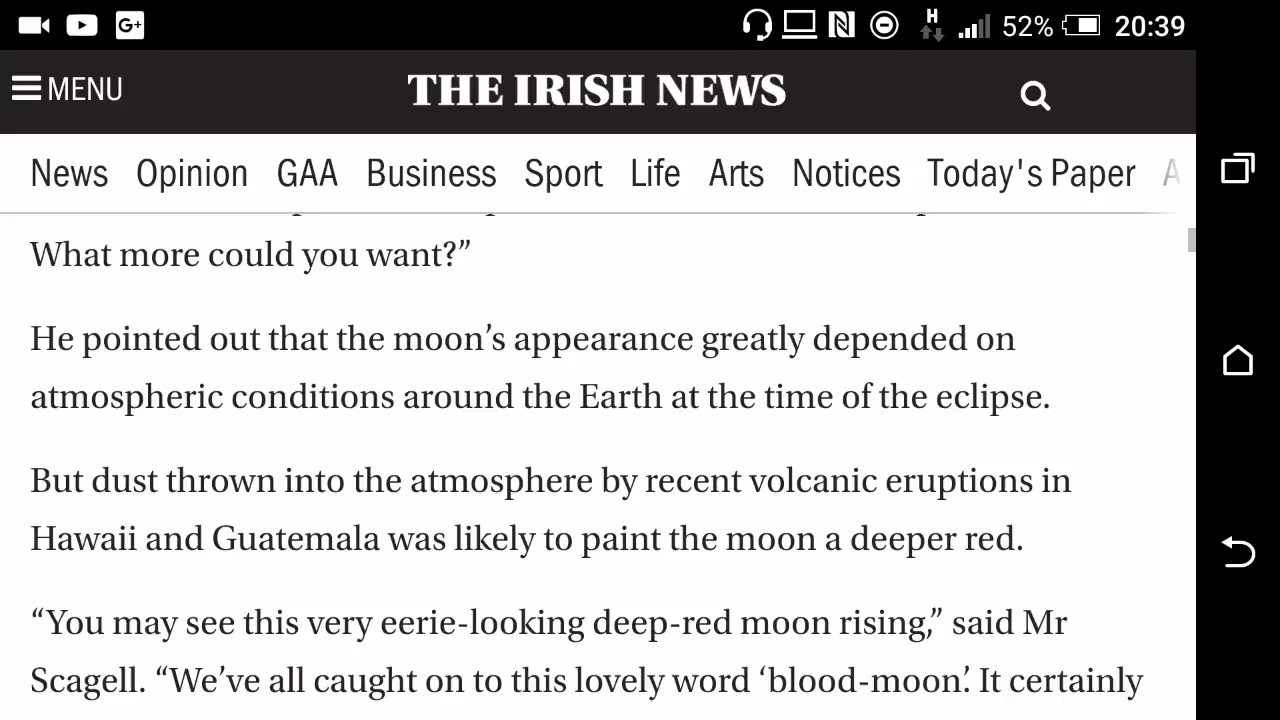 G+ H 52% 20:39
MENU THE IRISH NEWS
News Opinion GAA Business Sport Life Arts Notices Today's Paper A
What more could you want?”
He pointed out that the moon’s appearance greatly depended on
atmospheric conditions around the Earth at the time of the eclipse.
But dust thrown into the atmosphere by recent volcanic eruptions in
Hawaii and Guatemala was likely to paint the moon a deeper red.
“You may see this very eerie-looking deep-red moon rising,” said Mr
Scagell. “We’ve all caught on to this lovely word ‘blood-moon’. It certainly